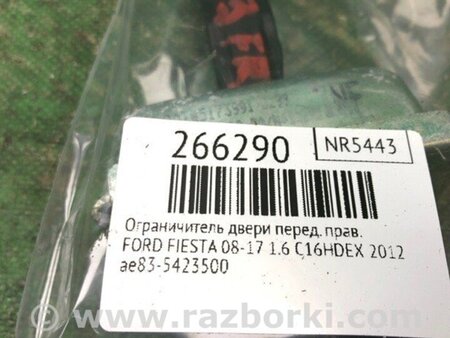 266290
NR5443
Ограничитель двери перед. прав.
FORD FIESTA 08-17 1.6 C16HDEX 2012
ae83-5423500
www.razborki.com